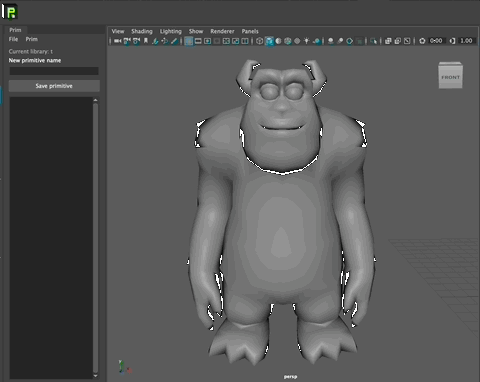 Prim
File Prim
Current library: t
New primitive name
Save primitive
View Shading Lighting Show Renderer Panels
0.00 1.00
FRONT
persp